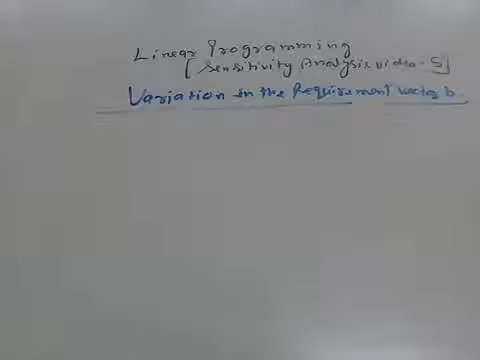 Linear Programming
[Sensitivity Analysis video-5]
Variation in the Requirement vector b